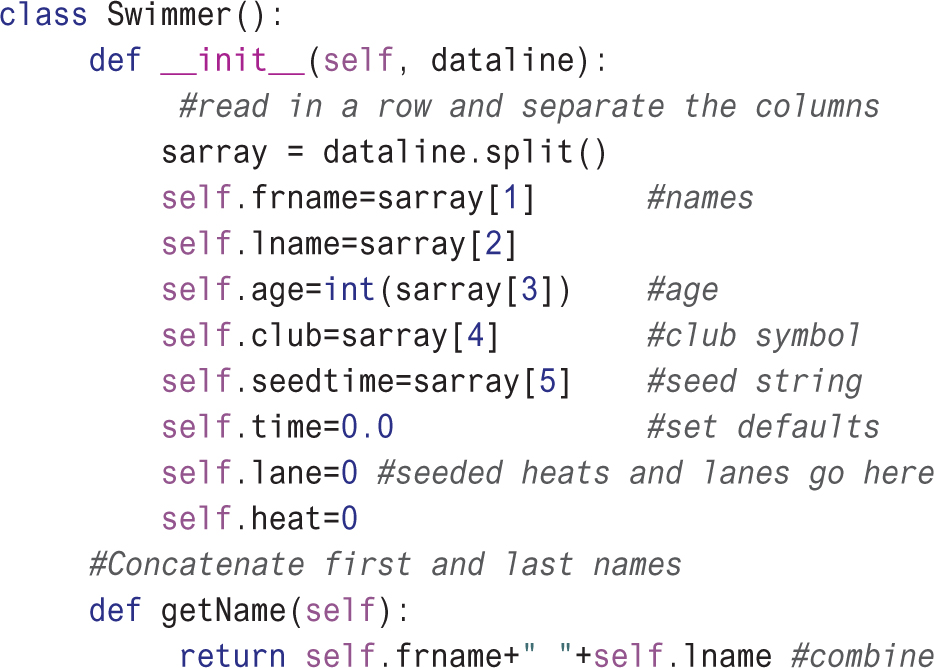 class Swimmer():
    def __init__(self, dataline):
         #read in a row and separate the columns
        sarray = dataline.split()
        self.frname=sarray[1]      #names
        self.lname=sarray[2]
        self.age=int(sarray[3])    #age
        self.club=sarray[4]        #club symbol
        self.seedtime=sarray[5]    #seed string
        self.time=0.0              #set defaults
        self.lane=0 #seeded heats and lanes go here
        self.heat=0
    #Concatenate first and last names
    def getName(self):
         return self.frname+" "+self.lname #combine